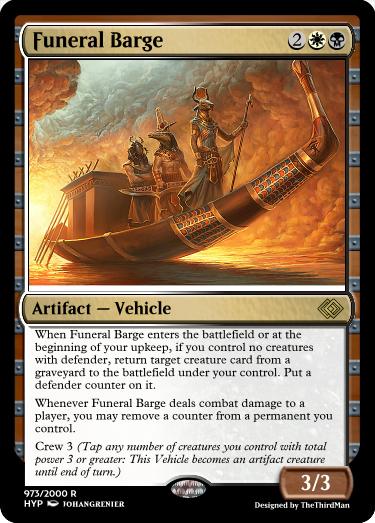 Funeral Barge 2
Artifact — Vehicle
When Funeral Barge enters the battlefield or at the
beginning of your upkeep, if you control no creatures
with defender, return target creature card from a
graveyard to the battlefield under your control. Put a
defender counter on it.
Whenever Funeral Barge deals combat damage to a
player, you may remove a counter from a permanent you
control.
Crew 3 (Tap any number of creatures you control with total
power 3 or greater: This Vehicle becomes an artifact creature
until end of turn.)
3/3
973/2000 R
HYP JOHANGRENIER
Designed by TheThirdMan